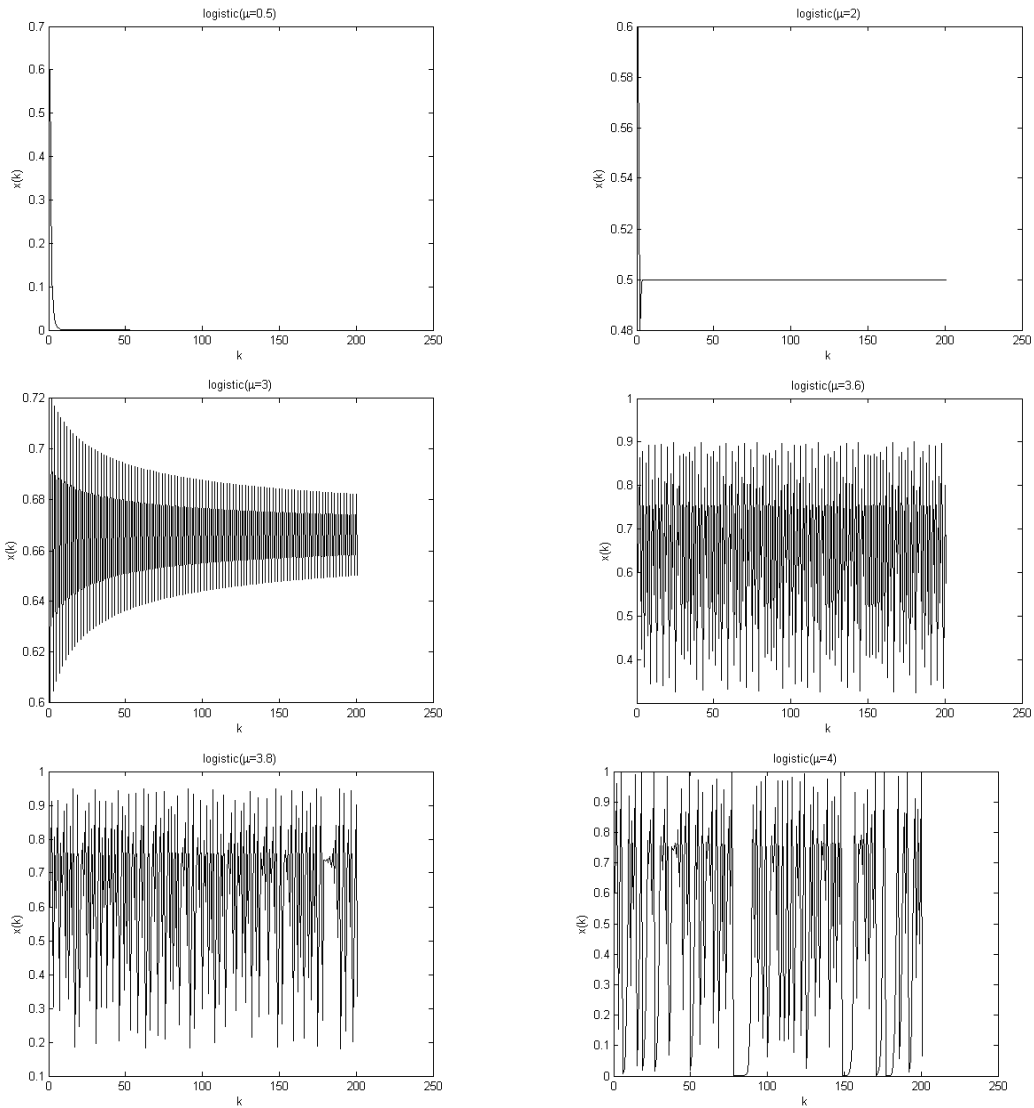 logistic(μ=0.5)
0.7
0.6
0.5
0.4
0.3
0.2
0.1
0
x(k)
0 50 100 150 200 250
k
logistic(μ=2)
0.6
0.58
0.56
0.54
0.52
0.5
0.48
x(k)
0 50 100 150 200 250
k
logistic(μ=3)
0.72
0.7
0.68
0.66
0.64
0.62
0.6
x(k)
0 50 100 150 200 250
k
logistic(μ=3.6)
1
0.9
0.8
0.7
0.6
0.5
0.4
x(k)
0 50 100 150 200 250
k
logistic(μ=3.8)
1
0.9
0.8
0.7
0.6
0.5
0.4
0.3
0.2
0.1
x(k)
0 50 100 150 200 250
k
logistic(μ=4)
1
0.9
0.8
0.7
0.6
0.5
0.4
0.3
0.2
0.1
0
x(k)
0 50 100 150 200 250
k